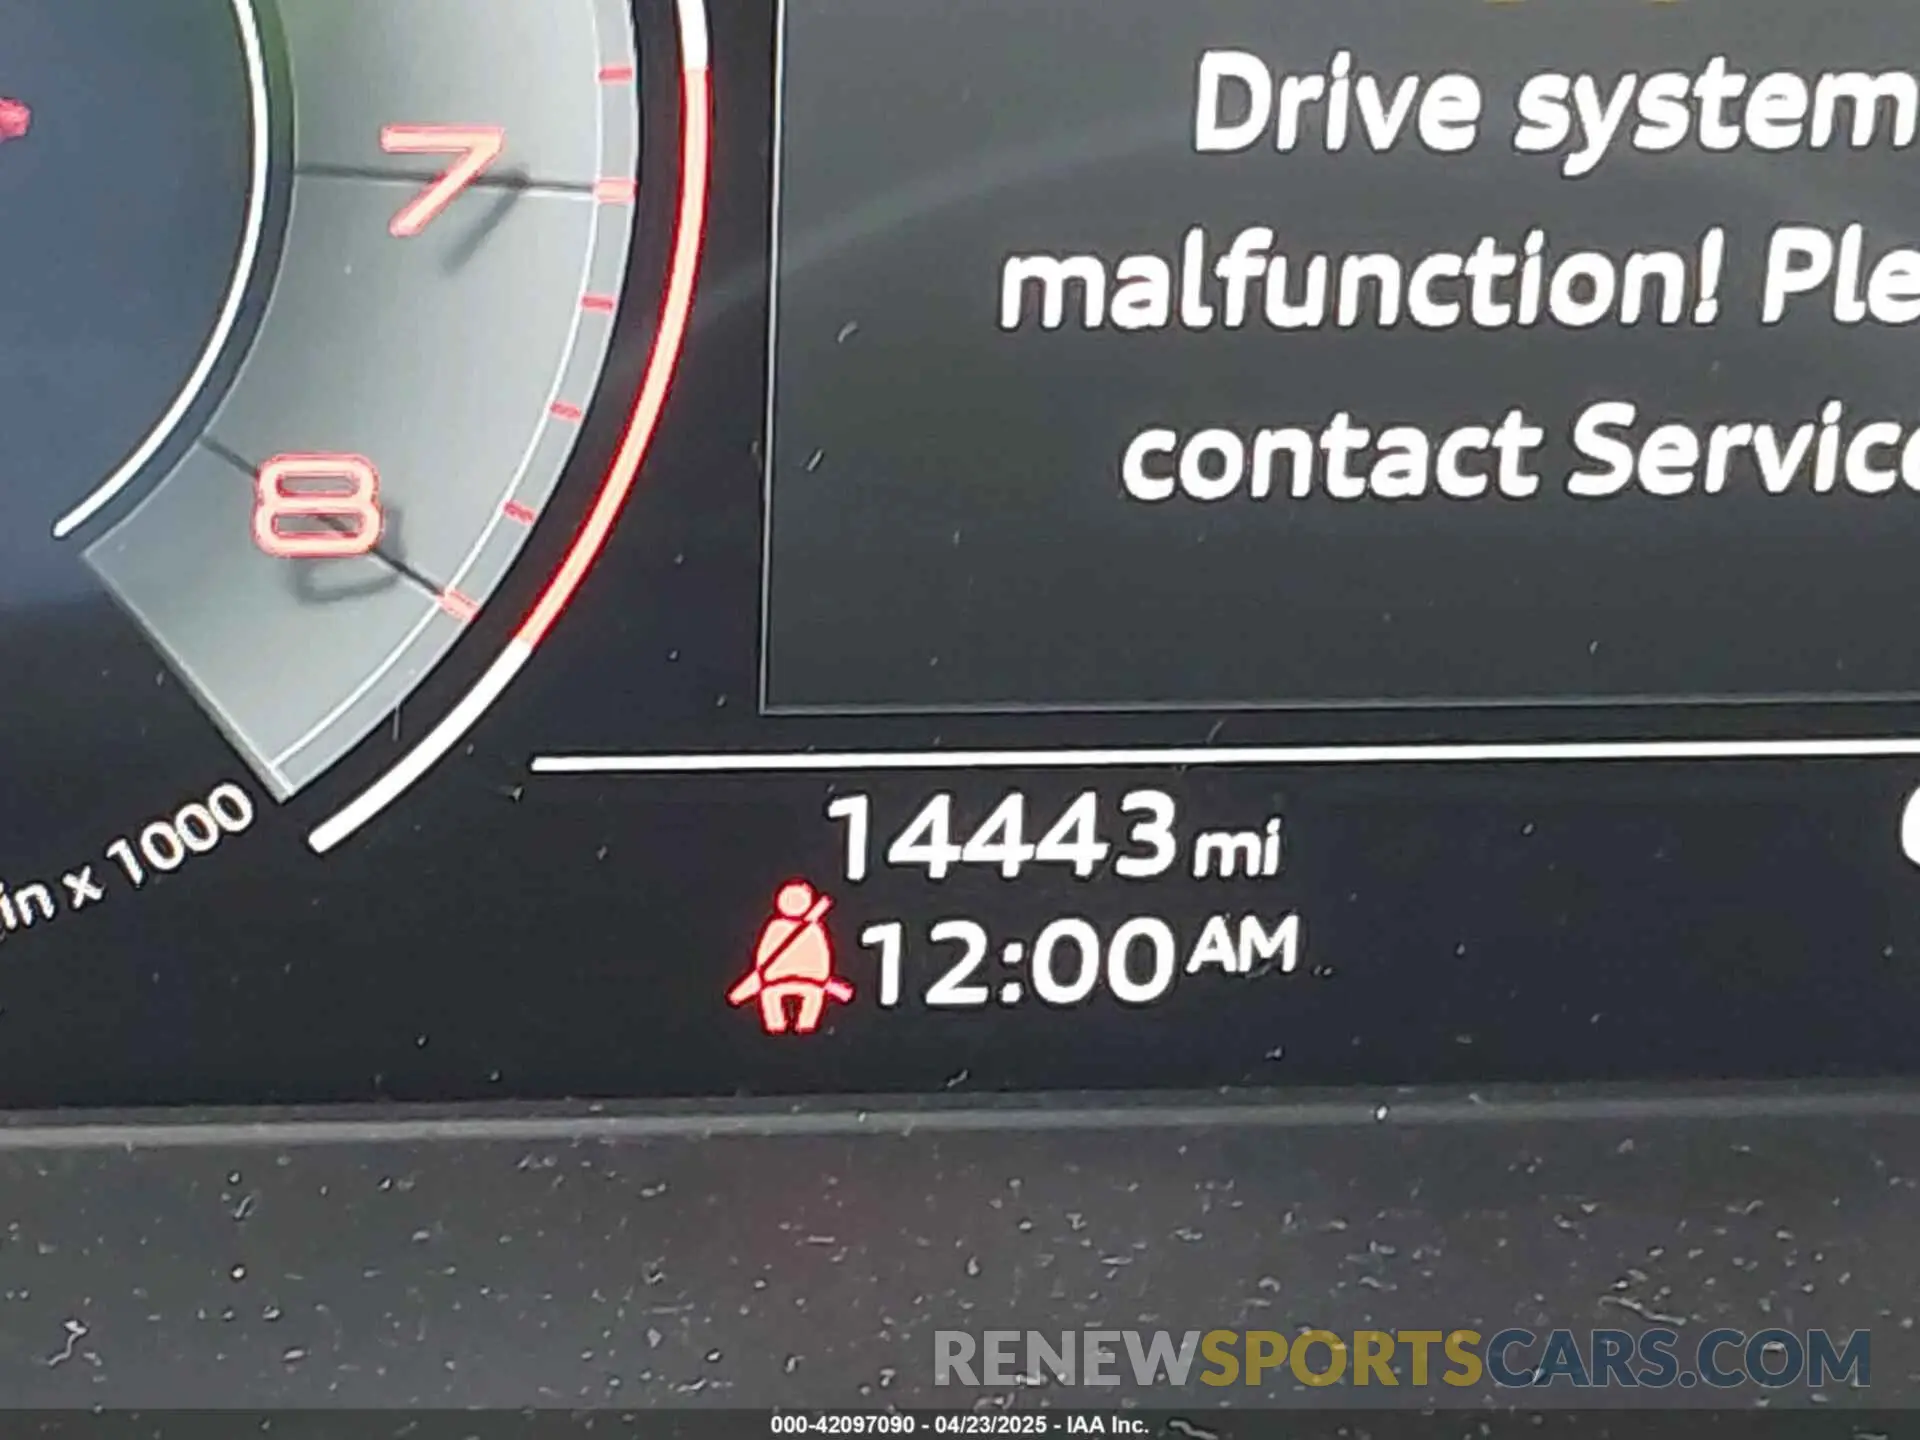 7
8
in x 1000
Drive system
malfunction! Ple
contact Service
14443 mi
12:00 AM
RENEWSPORTSCARS.COM
000-42097090 - 04/23/2025 - IAA Inc.